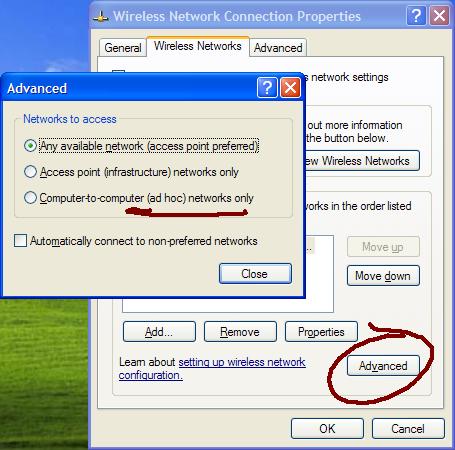 Wireless Network Connection Properties
General
Wireless Networks
Advanced
s network settings
Advanced
Networks to access
Any available network (access point preferred)
Access point (infrastructure) networks only
Computer-to-computer (ad hoc) networks only
Automatically connect to non-preferred networks
Close
out more information
the button below.
ew Wireless Networks
works in the order listed
...
Move up
Move down
Add...
Remove
Properties
Learn about setting up wireless network
configuration.
Advanced
OK
Cancel